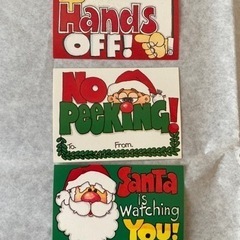 Hands
OFF!
NO
PEEKING!
To: From:
SANTA
is
WATCHING
YOU!